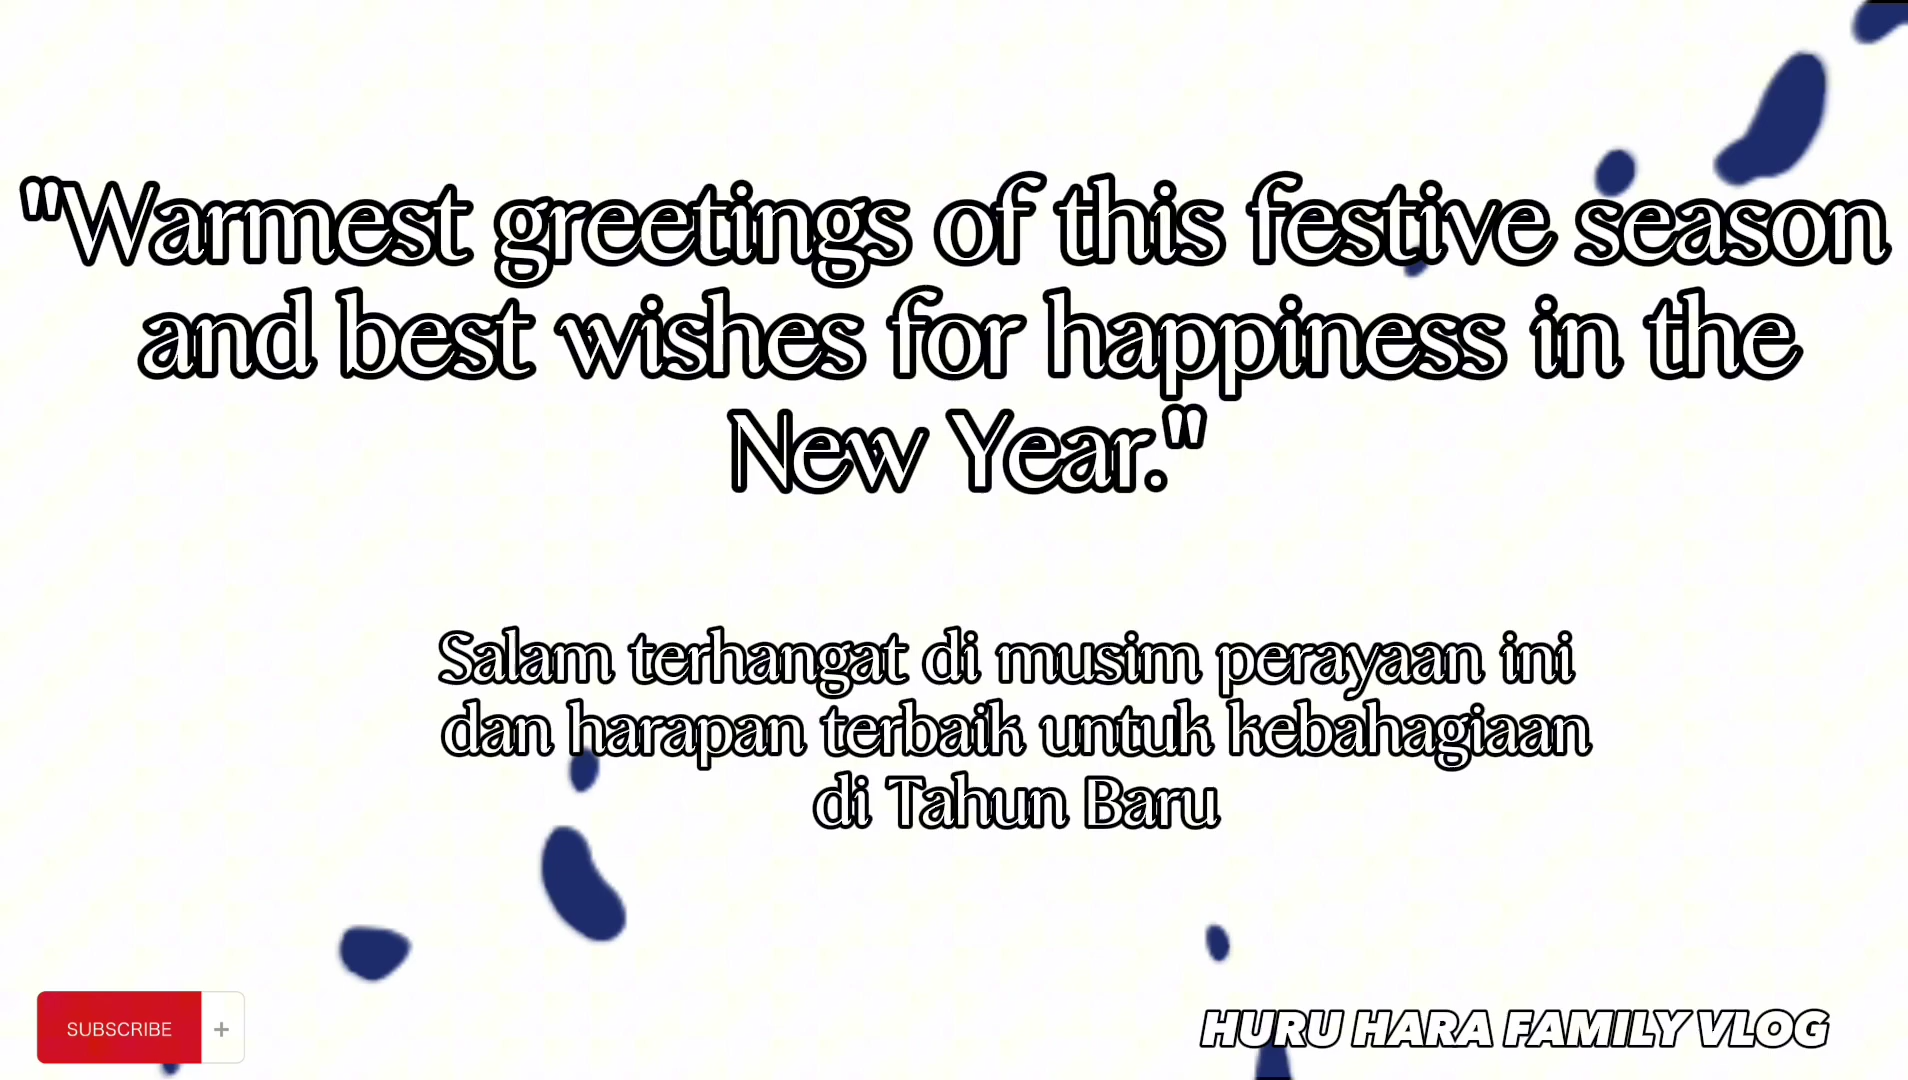 "Warmest greetings of this festive season
and best wishes for happiness in the
New Year."
Salam terhangat di musim perayaan ini
dan harapan terbaik untuk kebahagiaan
di Tahun Baru
SUBSCRIBE +
HURU HARA FAMILY VLOG